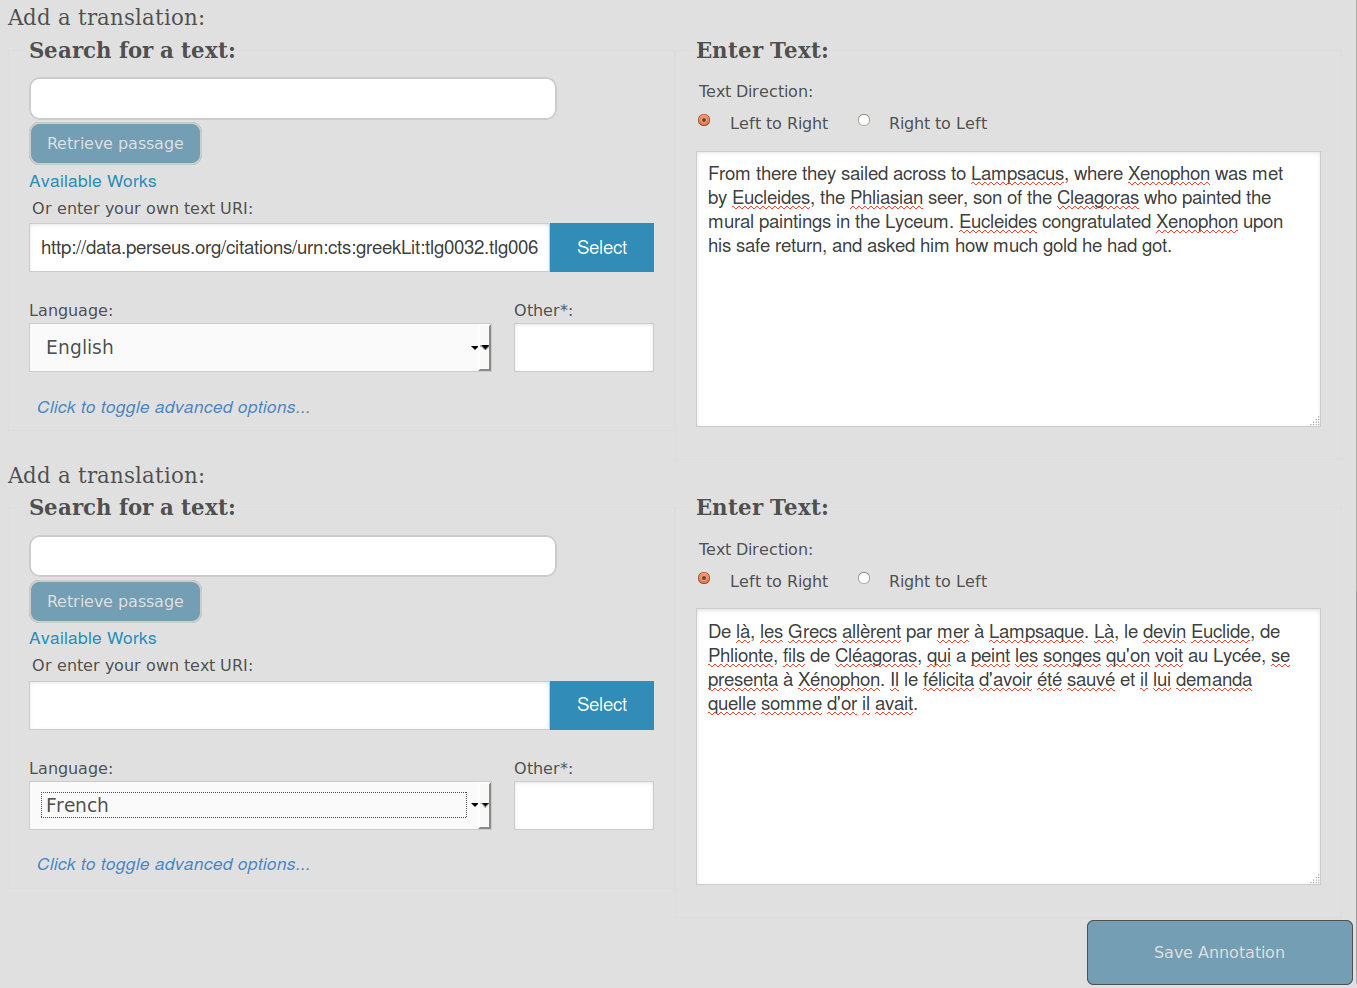 Add a translation:
Search for a text:
Retrieve passage
Available Works
Or enter your own text URI:
http://data.perseus.org/citations/urn:cts:greekLit:tlg0032.tlg006
Select
Language:
Other*:
English
Click to toggle advanced options...
Enter Text:
Text Direction:
Left to Right
Right to Left
From there they sailed across to Lampsacus, where Xenophon was met
by Eucleides, the Phliasian seer, son of the Cleagoras who painted the
mural paintings in the Lyceum. Eucleides congratulated Xenophon upon
his safe return, and asked him how much gold he had got.
Add a translation:
Search for a text:
Retrieve passage
Available Works
Or enter your own text URI:
Select
Language:
Other*:
French
Click to toggle advanced options...
Enter Text:
Text Direction:
Left to Right
Right to Left
De là, les Grecs allèrent par mer à Lampsaque. Là, le devin Euclide, de
Phlionte, fils de Cléagoras, qui a peint les songes qu'on voit au Lycée, se
presenta à Xénophon. Il le félicita d'avoir été sauvé et il lui demanda
quelle somme d'or il avait.
Save Annotation